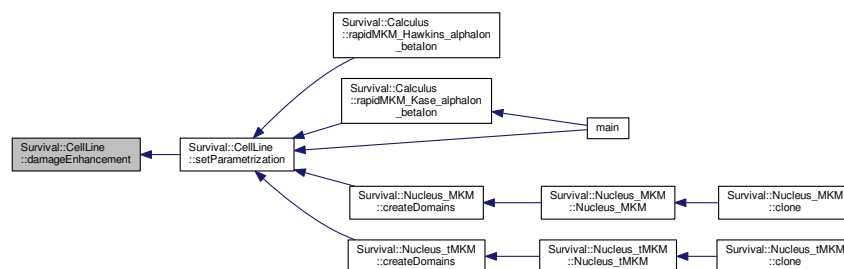 Survival::Calculus
::rapidMKM_Hawkins_alphaIon
_betaIon
Survival::Calculus
::rapidMKM_Kase_alphaIon
_betaIon
main
Survival::CellLine
::damageEnhancement
Survival::CellLine
::setParametrization
Survival::Nucleus_MKM
::createDomains
Survival::Nucleus_MKM
::Nucleus_MKM
Survival::Nucleus_MKM
::clone
Survival::Nucleus_tMKM
::createDomains
Survival::Nucleus_tMKM
::Nucleus_tMKM
Survival::Nucleus_tMKM
::clone